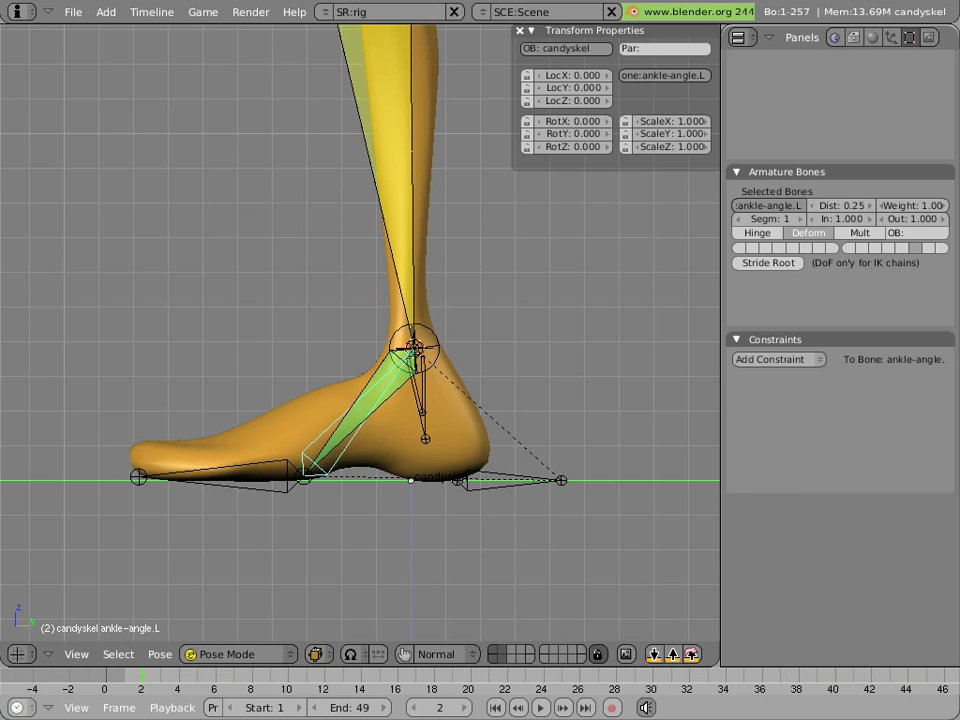 File Add Timeline Game Render Help SR:rig SCE:Scene www.blender.org 244 Bo:1-257 | Mem:13.69M candyskel
Transform Properties
OB: candyskel Par:
LocX: 0.000 one:ankle-angle.L
LocY: 0.000
LocZ: 0.000
RotX: 0.000 ScaleX: 1.000
RotY: 0.000 ScaleY: 1.000
RotZ: 0.000 ScaleZ: 1.000
Panels
Armature Bones
Selected Bones
:ankle-angle.L Dist: 0.25 Weight: 1.00
Segm: 1 In: 1.000 Out: 1.000
Hinge Deform Mult OB:
Stride Root (DoF only for IK chains)
Constraints
Add Constraint To Bone: ankle-angle.
z
y
(2) candyskel ankle-angle.L
View Select Pose Pose Mode Normal
-4 -2 0 2 4 6 8 10 12 14 16 18 20 22 24 26 28 30 32 34 36 38 40 42 44 46
View Frame Playback Pr Start: 1 End: 49 2